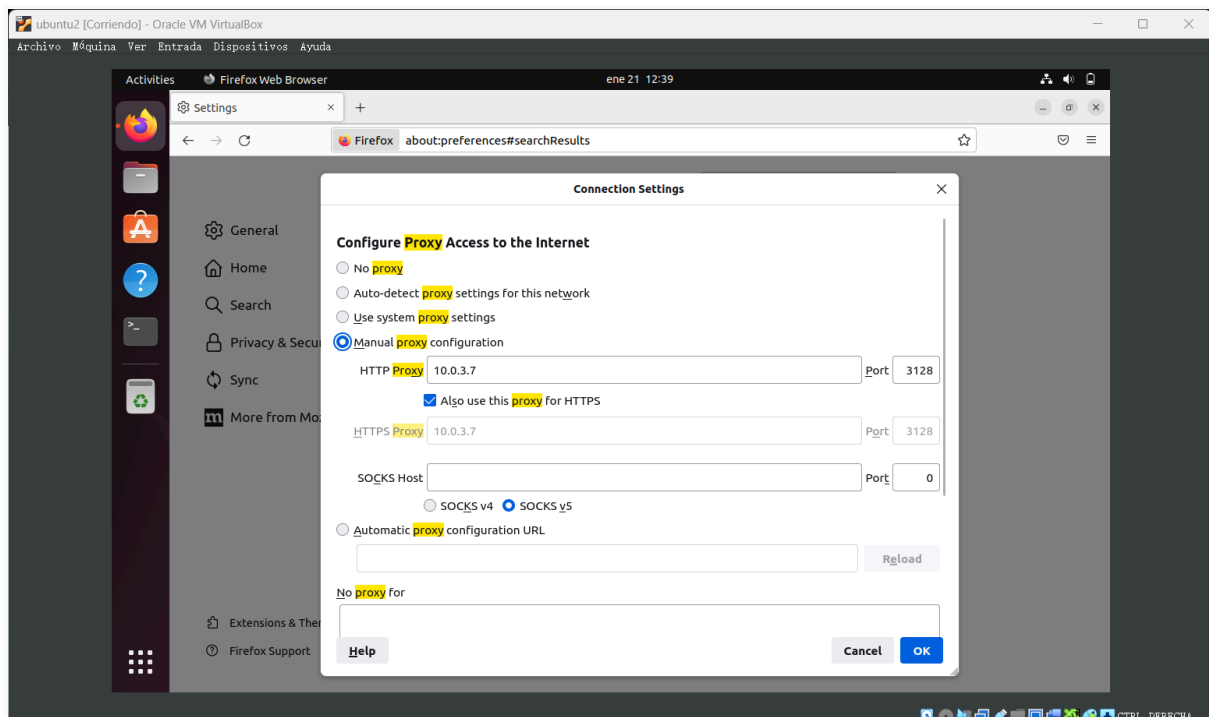 ubuntu2 [Corriendo] - Oracle VM VirtualBox
Archivo Máquina Ver Entrada Dispositivos Ayuda
Activities Firefox Web Browser ene 21 12:39
Settings
Firefox about:preferences#searchResults
Connection Settings
General
Configure Proxy Access to the Internet
Home
No proxy
Auto-detect proxy settings for this network
Search
Use system proxy settings
Privacy & Secu
Manual proxy configuration
HTTP Proxy 10.0.3.7 Port 3128
Sync
Also use this proxy for HTTPS
More from Moz
HTTPS Proxy 10.0.3.7 Port 3128
SOCKS Host Port 0
SOCKS v4 SOCKS v5
Automatic proxy configuration URL
Reload
No proxy for
Extensions & Ther
Firefox Support
Help Cancel OK
CTRL DERECHA